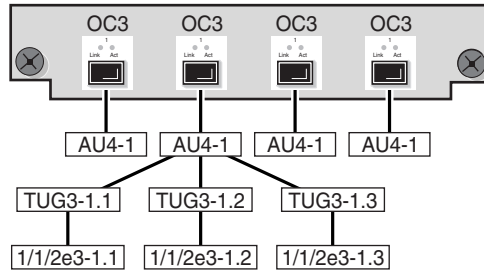 OC3 OC3 OC3 OC3
1 1 1 1
Link Act Link Act Link Act Link Act
AU4-1 AU4-1 AU4-1 AU4-1
TUG3-1.1 TUG3-1.2 TUG3-1.3
1/1/2e3-1.1 1/1/2e3-1.2 1/1/2e3-1.3